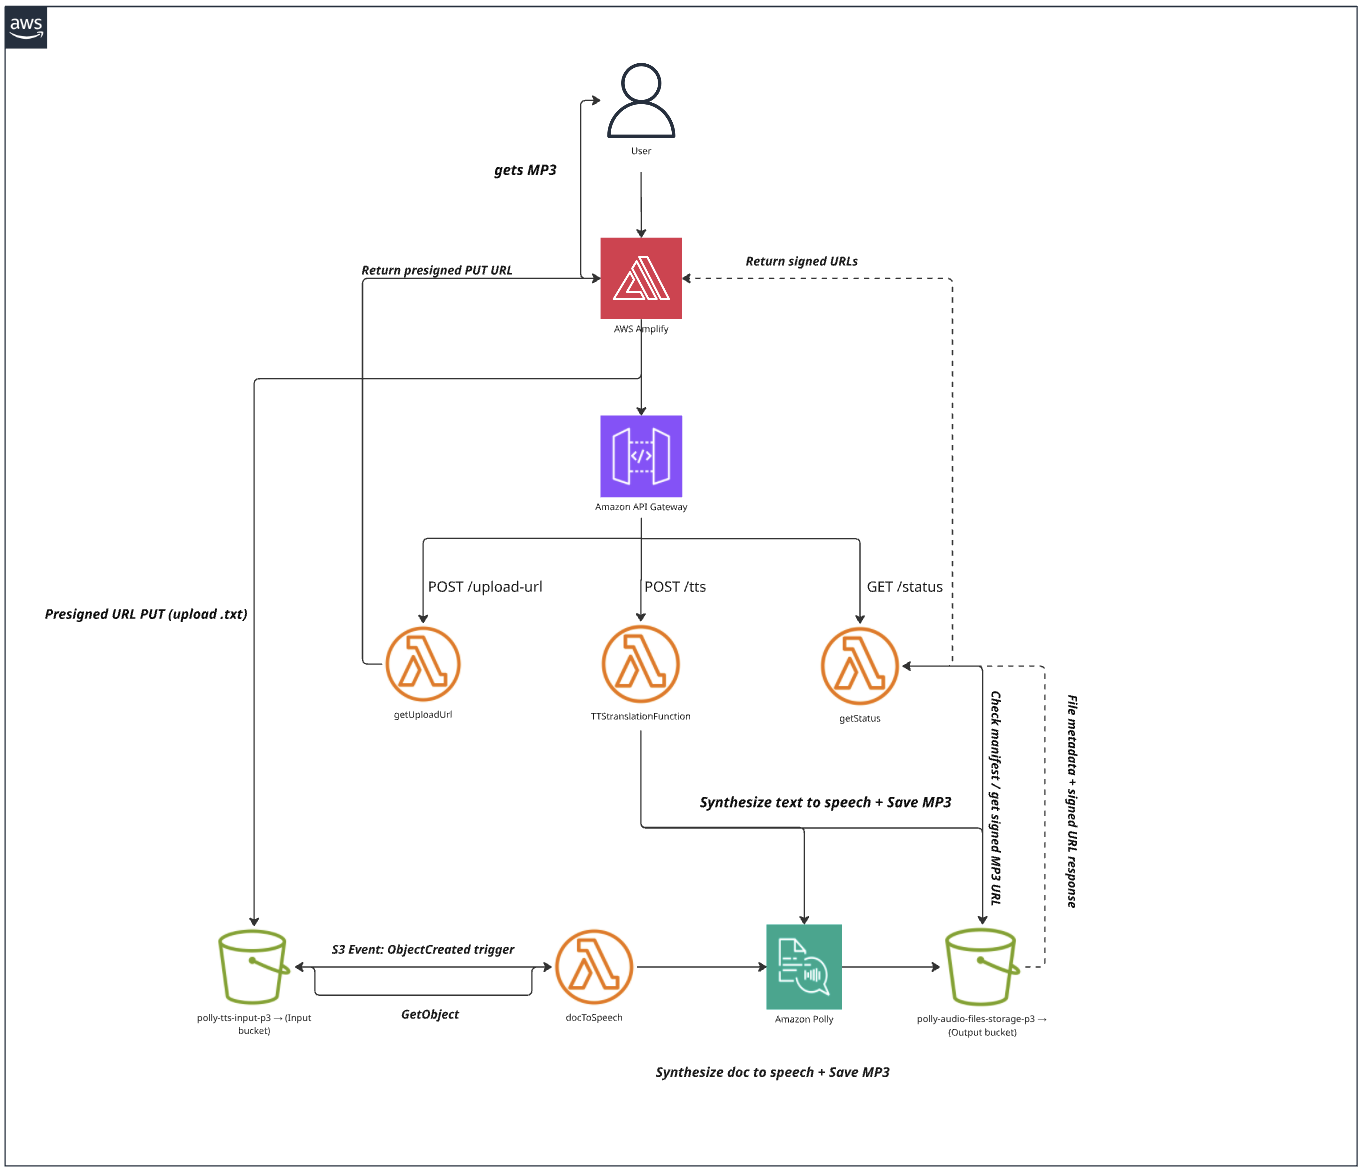 aws
User
gets MP3
Return presigned PUT URL
Return signed URLs
AWS Amplify
</>
Amazon API Gateway
POST /upload-url
POST /tts
GET /status
Presigned URL PUT (upload .txt)
getUploadUrl
TTStranslationFunction
getStatus
Check manifest / get signed MP3 URL
File metadata + signed URL response
Synthesize text to speech + Save MP3
S3 Event: ObjectCreated trigger
GetObject
polly-tts-input-p3 → (Input
bucket)
docToSpeech
Amazon Polly
polly-audio-files-storage-p3 →
(Output bucket)
Synthesize doc to speech + Save MP3